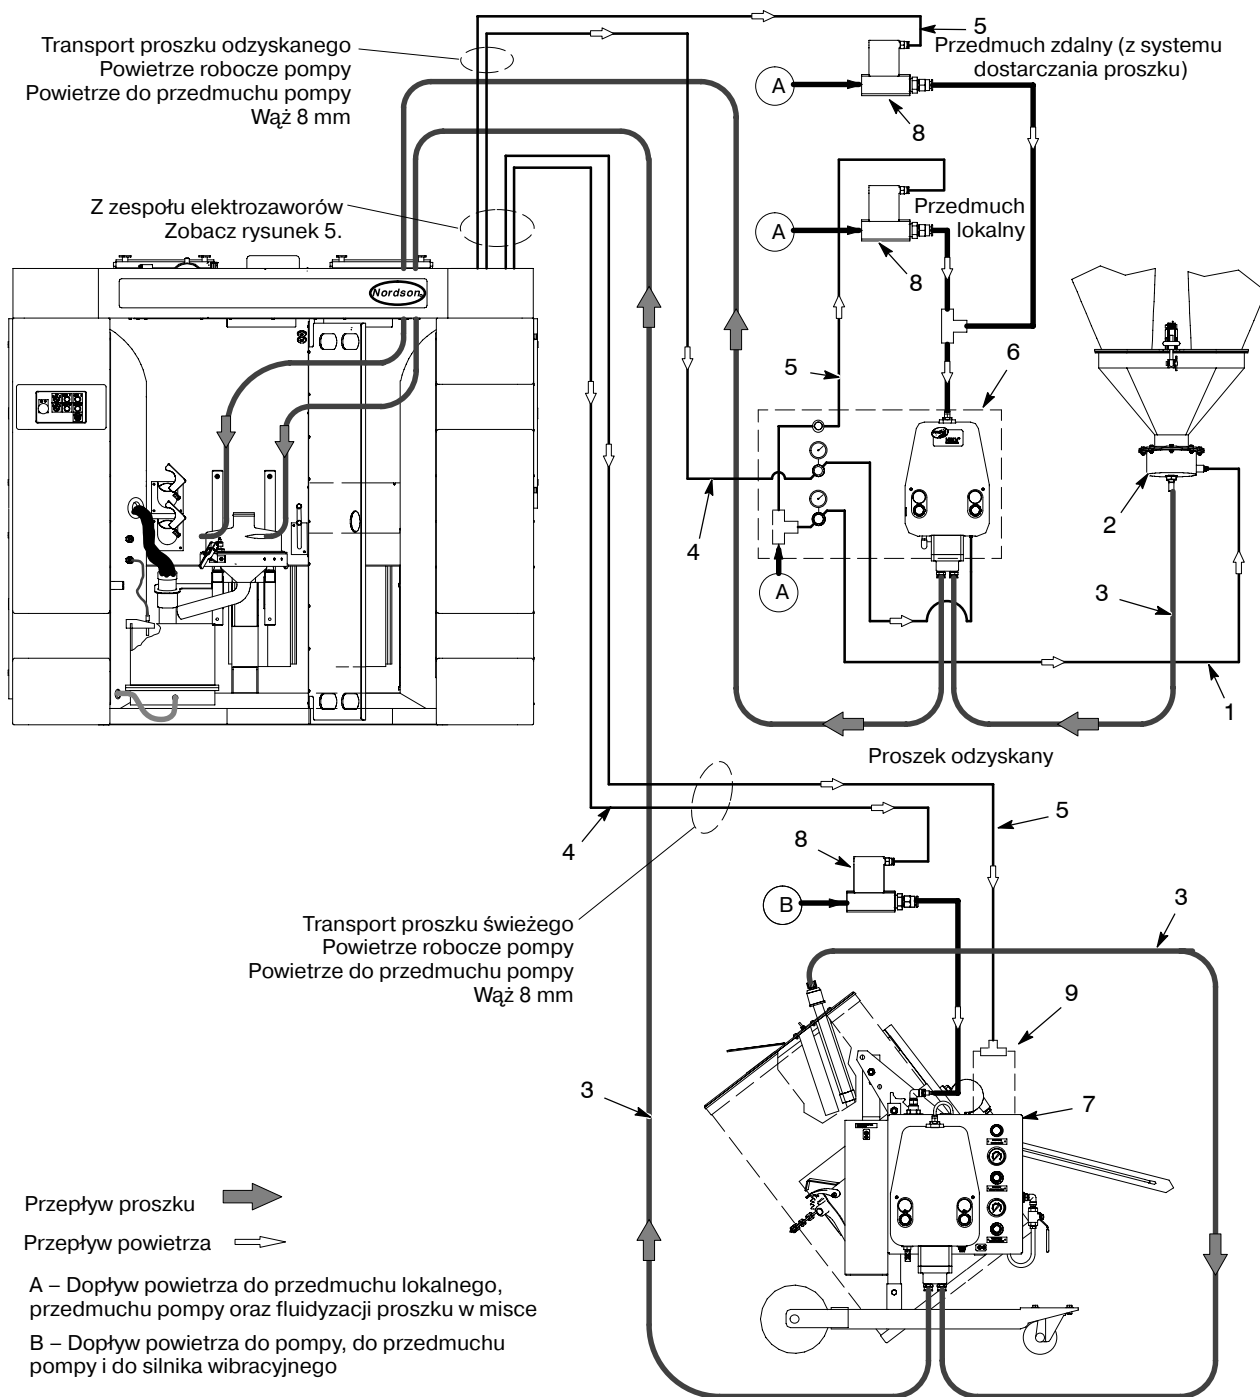 5
Transport proszku odzyskanego
Powietrze robocze pompy
Powietrze do przedmuchu pompy
Wąż 8 mm
Przedmuch zdalny (z systemu
dostarczania proszku)
A
8
Z zespołu elektrozaworów
Zobacz rysunek 5.
Przedmuch
lokalny
A
8
Nordson
5
6
2
4
A
3
1
Proszek odzyskany
4
5
8
B
3
Transport proszku świeżego
Powietrze robocze pompy
Powietrze do przedmuchu pompy
Wąż 8 mm
9
3
7
Przepływ proszku
Przepływ powietrza
A – Dopływ powietrza do przedmuchu lokalnego,
przedmuchu pompy oraz fluidyzacji proszku w misce
B – Dopływ powietrza do pompy, do przedmuchu
pompy i do silnika wibracyjnego